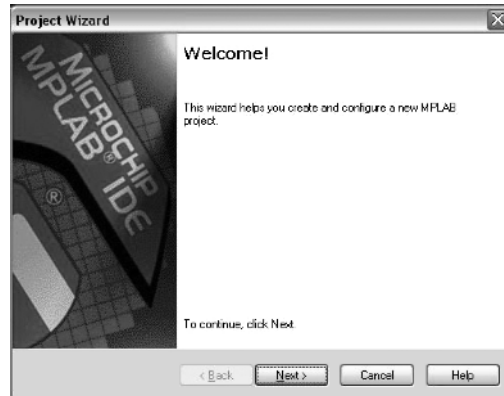 Project Wizard
MICROCHIP
MPLAB® IDE
®
Welcome!
This wizard helps you create and configure a new MPLAB
project.
To continue, click Next.
< Back
Next >
Cancel
Help